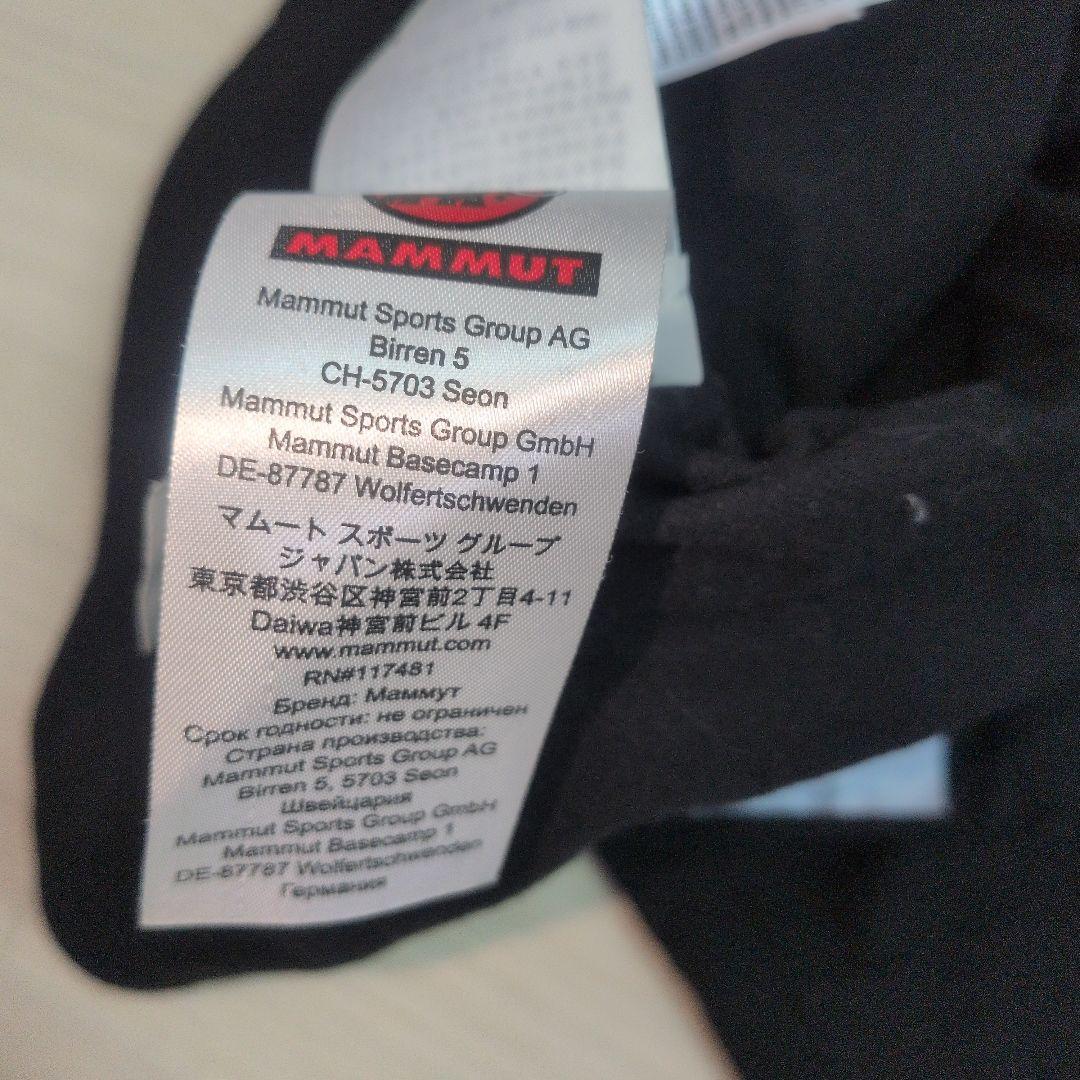 MAMMUT
Mammut Sports Group AG
Birren 5
CH-5703 Seon
Mammut Sports Group GmbH
Mammut Basecamp 1
DE-87787 Wolfertschwenden
マムート スポーツ グループ
ジャパン株式会社
東京都渋谷区神宮前2丁目4-11
Daiwa神宮前ビル 4F
www.mammut.com
RN#117481
Бренд: Маммут
Срок годности: не ограничен
Страна производства:
Mammut Sports Group AG
Birren 5, 5703 Seon
Швейцария
Mammut Sports Group GmbH
Mammut Basecamp 1
DE-87787 Wolfertschwenden
Германия